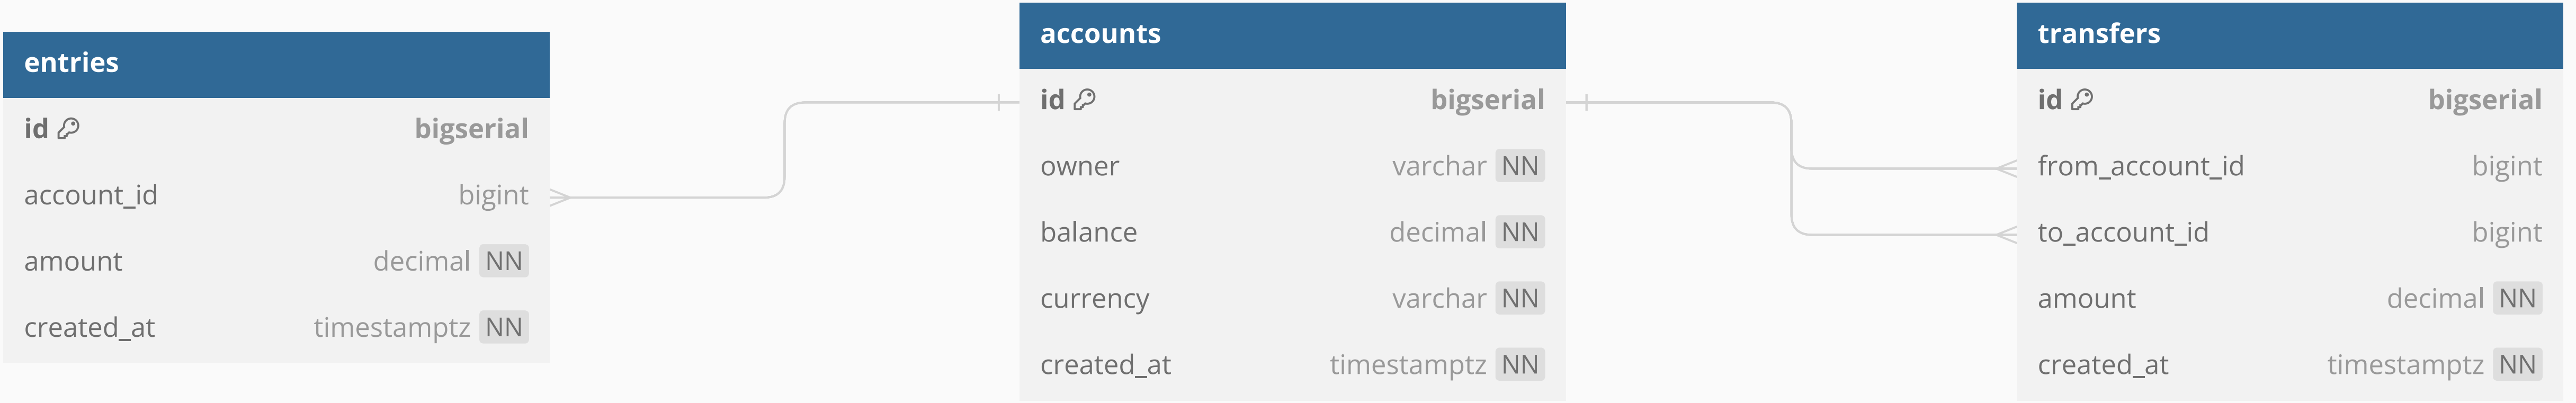 entries
id bigserial
account_id bigint
amount decimal NN
created_at timestamptz NN
accounts
id bigserial
owner varchar NN
balance decimal NN
currency varchar NN
created_at timestamptz NN
transfers
id bigserial
from_account_id bigint
to_account_id bigint
amount decimal NN
created_at timestamptz NN